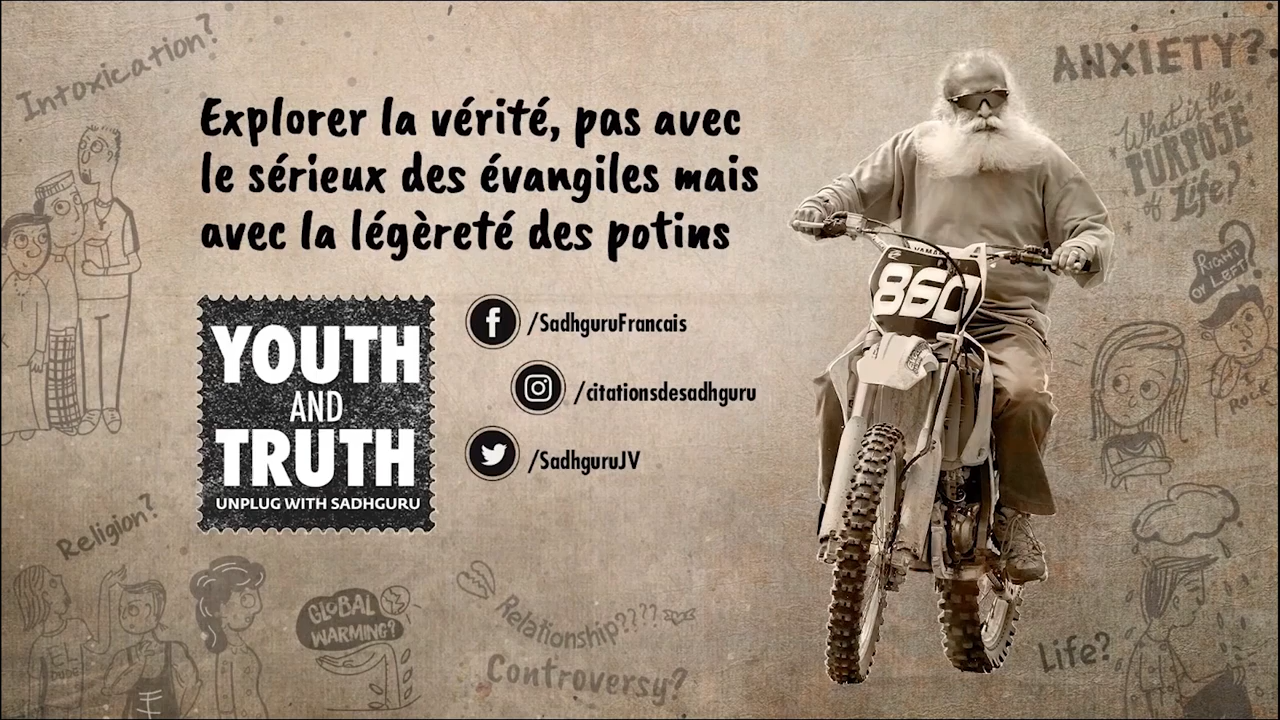 Intoxication?
ANXIETY?
Explorer la vérité, pas avec
le sérieux des évangiles mais
avec la légèreté des potins
What is the
PURPOSE
of Life?
YAMAHA
860
RIGHT
OR LEFT?
YOUTH
AND
TRUTH
UNPLUG WITH SADHGURU
/SadhguruFrancais
/citationsdesadhguru
/SadhguruJV
ROCK
Religion?
GLOBAL
WARMING?
Relationship????
Controversy?
Life?